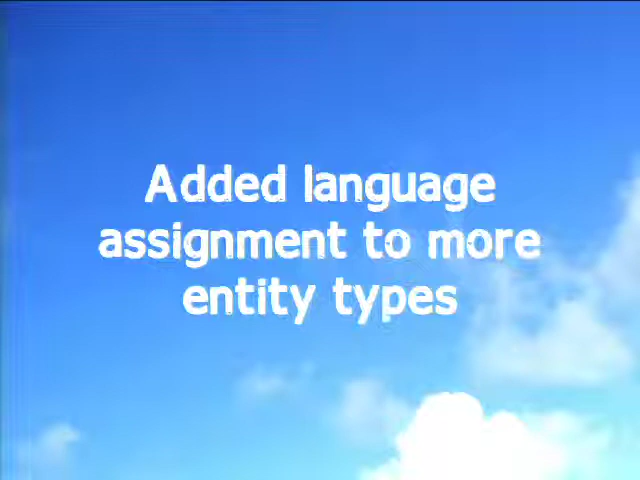 Added language
assignment to more
entity types